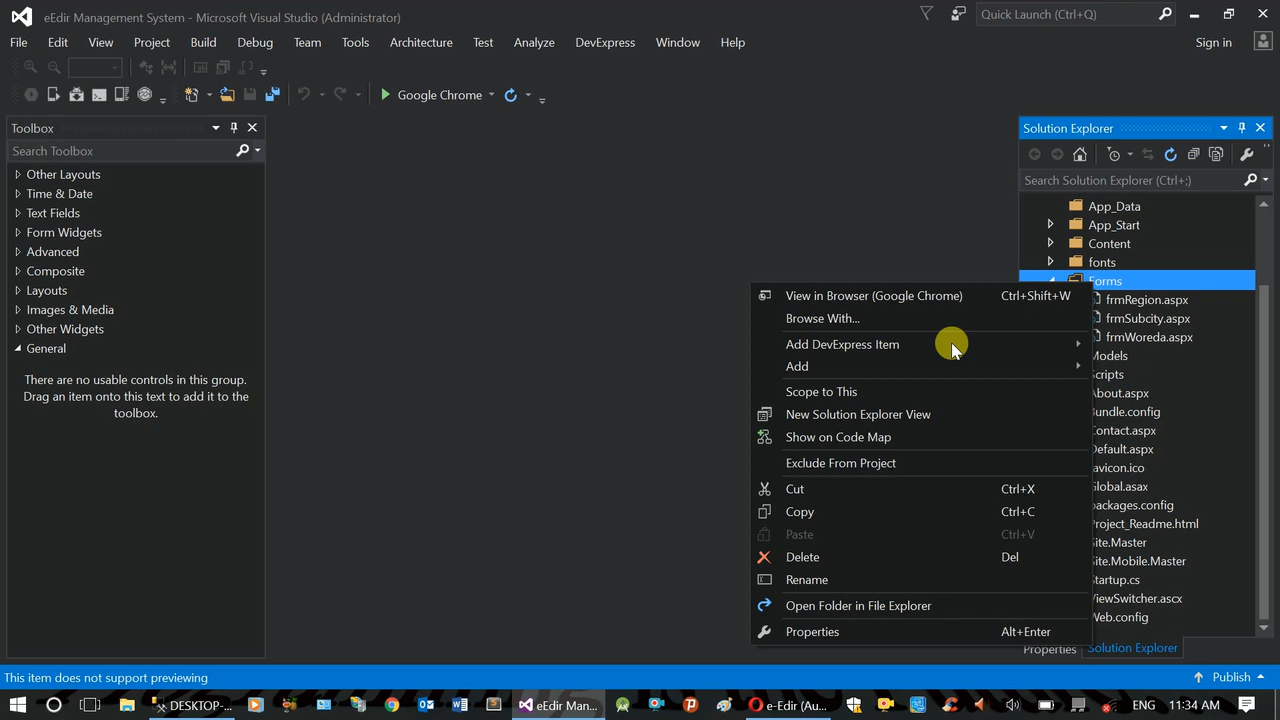 eEdir Management System - Microsoft Visual Studio (Administrator)
Quick Launch (Ctrl+Q)
File Edit View Project Build Debug Team Tools Architecture Test Analyze DevExpress Window Help
Sign in
Google Chrome
Toolbox
Search Toolbox
Other Layouts
Time & Date
Text Fields
Form Widgets
Advanced
Composite
Layouts
Images & Media
Other Widgets
General
There are no usable controls in this group.
Drag an item onto this text to add it to the
toolbox.
View in Browser (Google Chrome) Ctrl+Shift+W
Browse With...
Add DevExpress Item
Add
Scope to This
New Solution Explorer View
Show on Code Map
Exclude From Project
Cut Ctrl+X
Copy Ctrl+C
Paste Ctrl+V
Delete Del
Rename
Open Folder in File Explorer
Properties Alt+Enter
Solution Explorer
Search Solution Explorer (Ctrl+;)
App_Data
App_Start
Content
fonts
Forms
frmRegion.aspx
frmSubcity.aspx
frmWoreda.aspx
Models
Scripts
About.aspx
Bundle.config
Contact.aspx
Default.aspx
favicon.ico
Global.asax
packages.config
Project_Readme.html
Site.Master
Site.Mobile.Master
Startup.cs
ViewSwitcher.ascx
Web.config
Properties Solution Explorer
This item does not support previewing
Publish
DESKTOP-... eEdir Man... e-Edir (Au... 11:34 AM